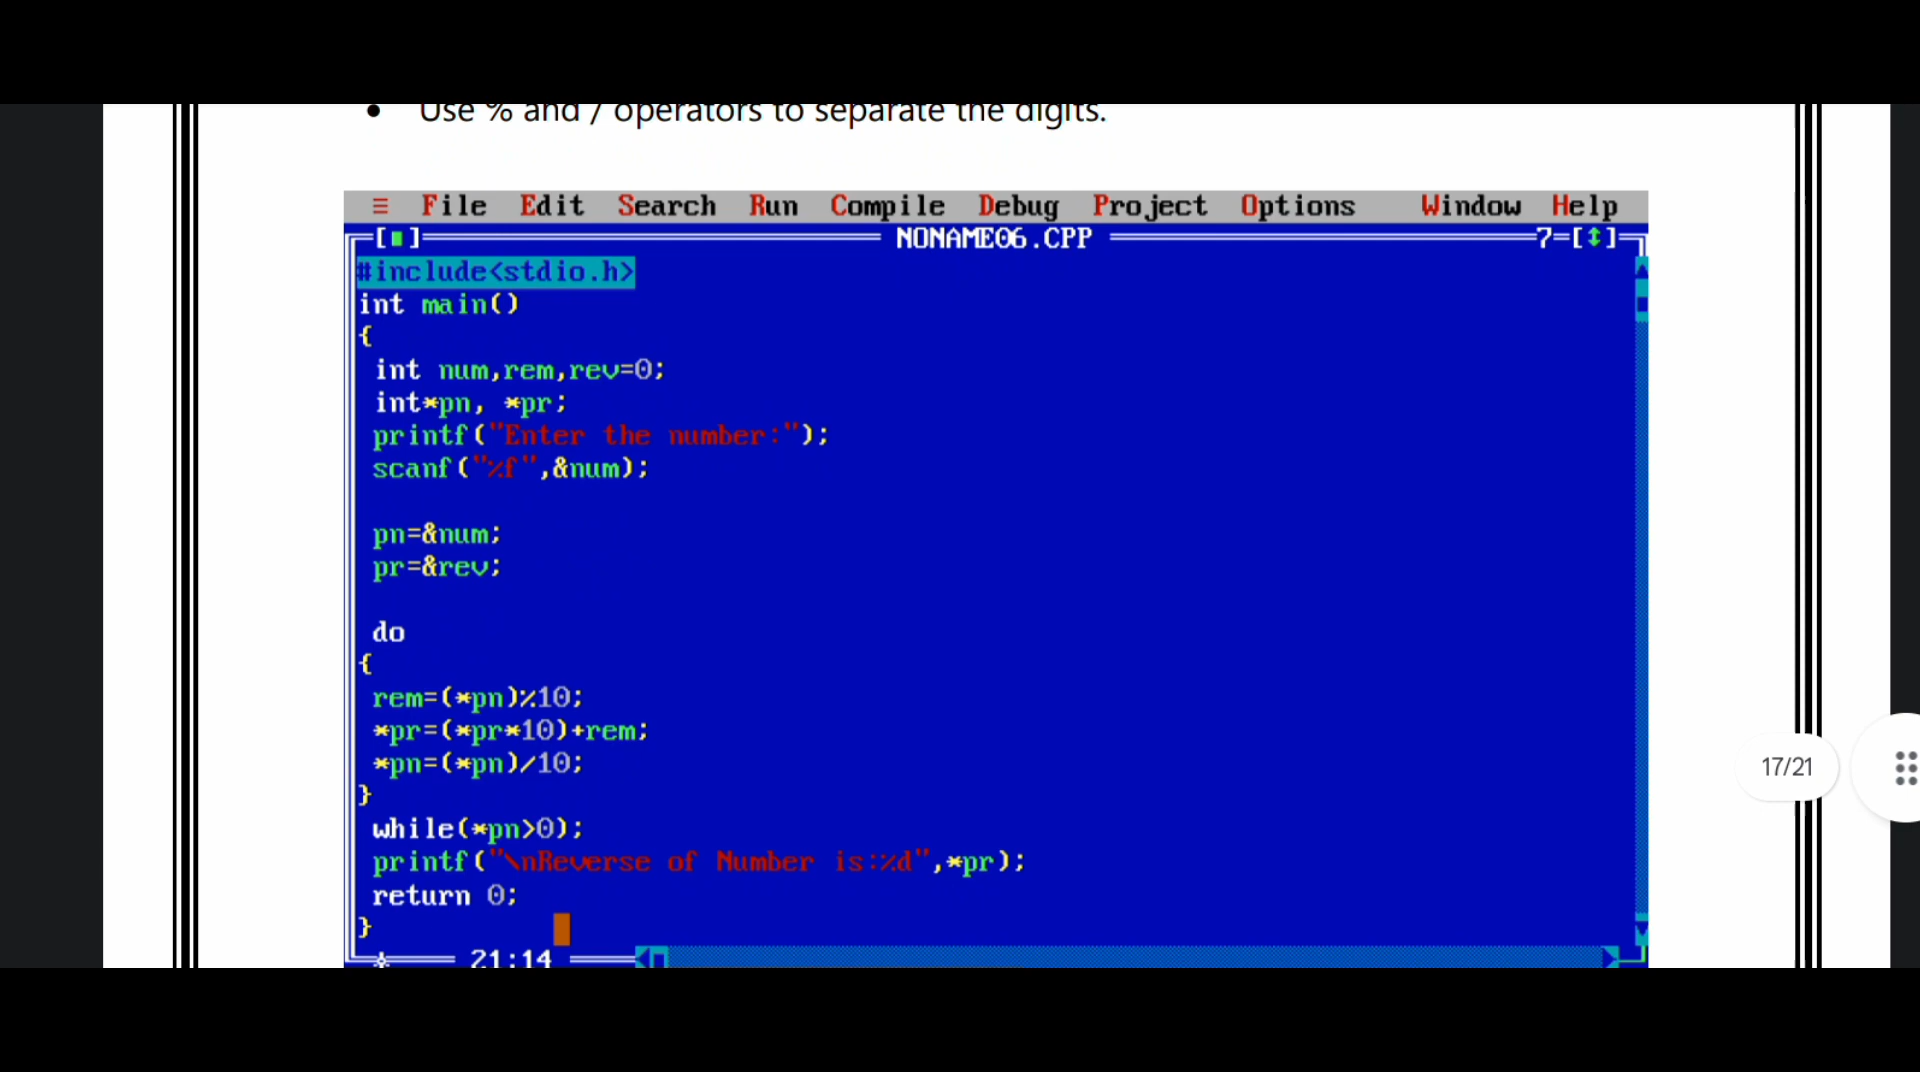 • Use % and / operators to separate the digits.
≡ File Edit Search Run Compile Debug Project Options Window Help
[■] NONAME06.CPP 7=[↕]
#include<stdio.h>
int main()
{
int num,rem,rev=0;
int*pn, *pr;
printf("Enter the number:");
scanf("%f",&num);
pn=&num;
pr=&rev;
do
{
rem=(*pn)%10;
*pr=(*pr*10)+rem;
*pn=(*pn)/10;
}
while(*pn>0);
printf("\nReverse of Number is:%d",*pr);
return 0;
}
21:14
17/21